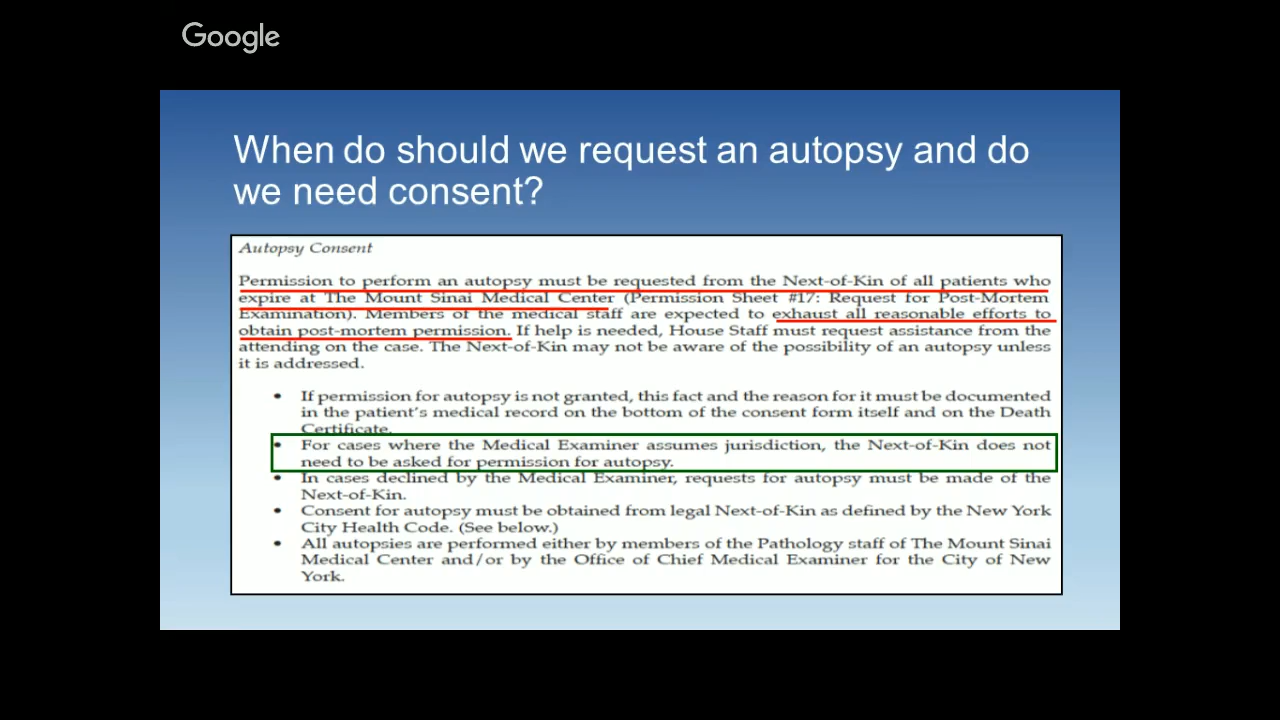 Google
When do should we request an autopsy and do
we need consent?
Autopsy Consent
Permission to perform an autopsy must be requested from the Next-of-Kin of all patients who
expire at The Mount Sinai Medical Center (Permission Sheet #17: Request for Post-Mortem
Examination). Members of the medical staff are expected to exhaust all reasonable efforts to
obtain post-mortem permission. If help is needed, House Staff must request assistance from the
attending on the case. The Next-of-Kin may not be aware of the possibility of an autopsy unless
it is addressed.
• If permission for autopsy is not granted, this fact and the reason for it must be documented
in the patient's medical record on the bottom of the consent form itself and on the Death
Certificate.
• For cases where the Medical Examiner assumes jurisdiction, the Next-of-Kin does not
need to be asked for permission for autopsy.
• In cases declined by the Medical Examiner, requests for autopsy must be made of the
Next-of-Kin.
• Consent for autopsy must be obtained from legal Next-of-Kin as defined by the New York
City Health Code. (See below.)
• All autopsies are performed either by members of the Pathology staff of The Mount Sinai
Medical Center and/or by the Office of Chief Medical Examiner for the City of New
York.